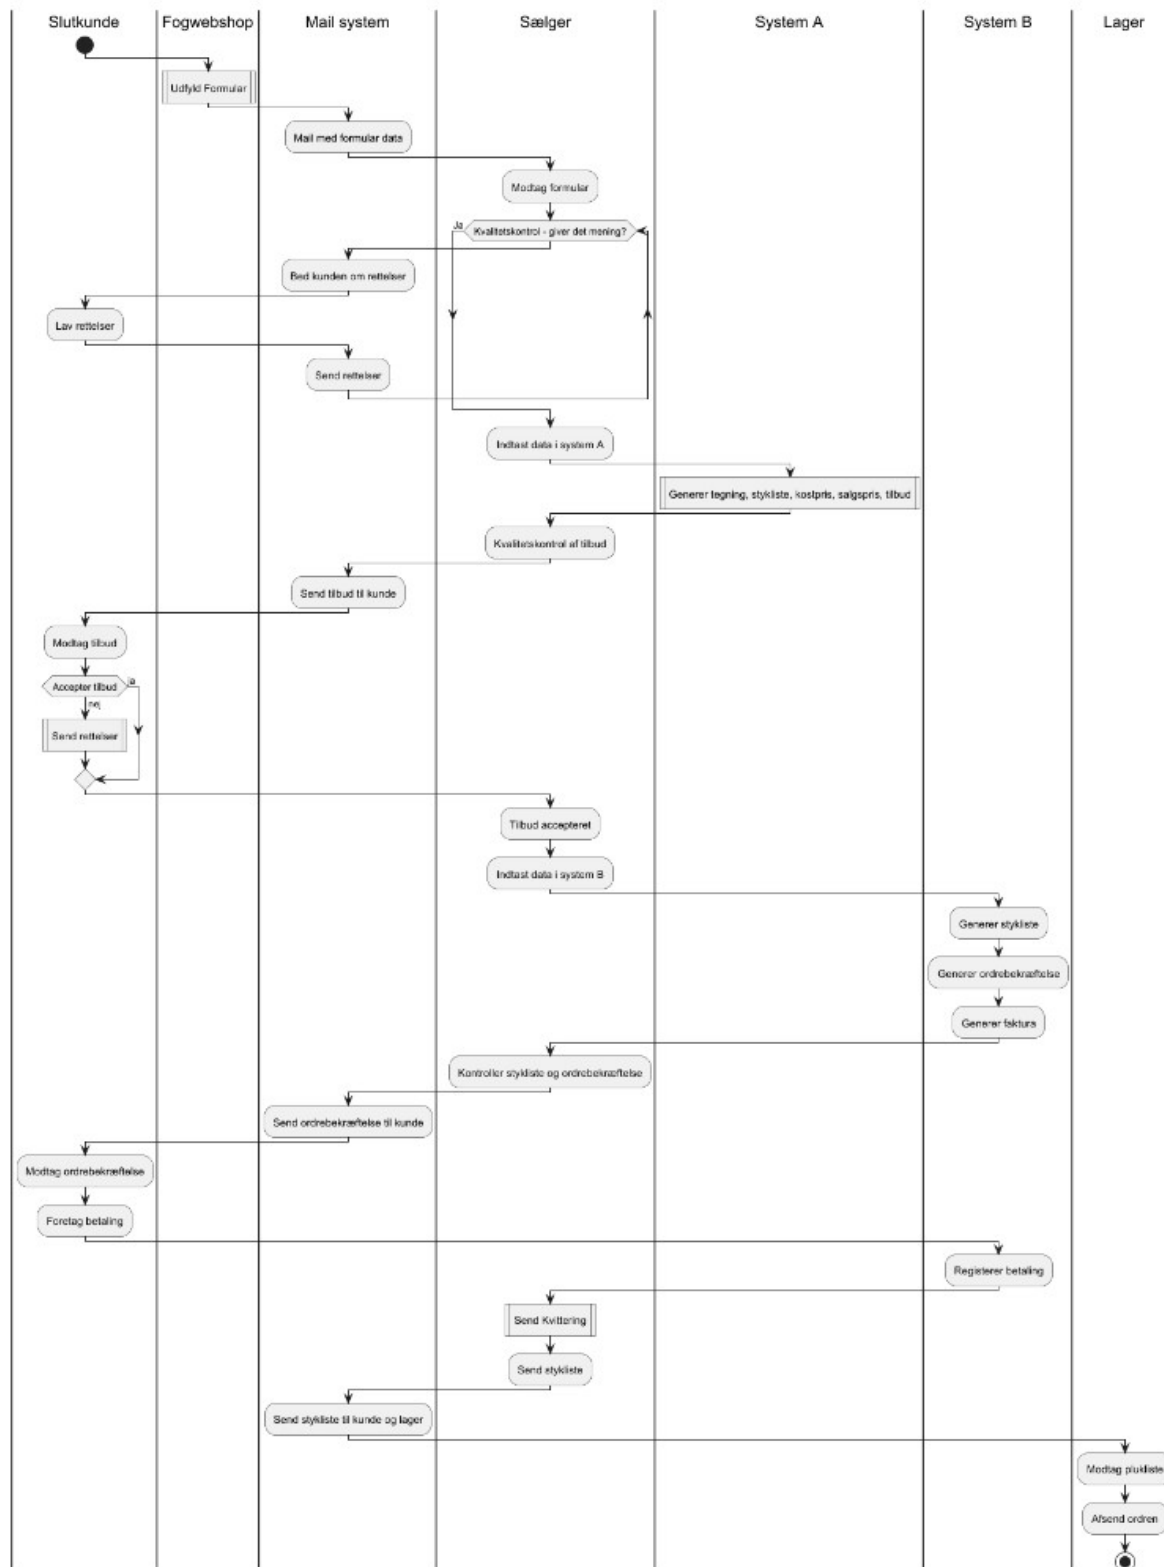 Slutkunde
Fogwebshop
Mail system
Sælger
System A
System B
Lager
Udfyld Formular
Mail med formular data
Modtag formular
Ja
Kvalitetskontrol - giver det mening?
Bed kunden om rettelser
Lav rettelser
Send rettelser
Indtast data i system A
Generer tegning, stykliste, kostpris, salgspris, tilbud
Kvalitetskontrol af tilbud
Send tilbud til kunde
Modtag tilbud
Accepter tilbud
ja
nej
Send rettelser
Tilbud accepteret
Indtast data i system B
Generer stykliste
Generer ordrebekræftelse
Generer faktura
Kontroller stykliste og ordrebekræftelse
Send ordrebekræftelse til kunde
Modtag ordrebekræftelse
Foretag betaling
Registerer betaling
Send Kvittering
Send stykliste
Send stykliste til kunde og lager
Modtag plukliste
Afsend ordren